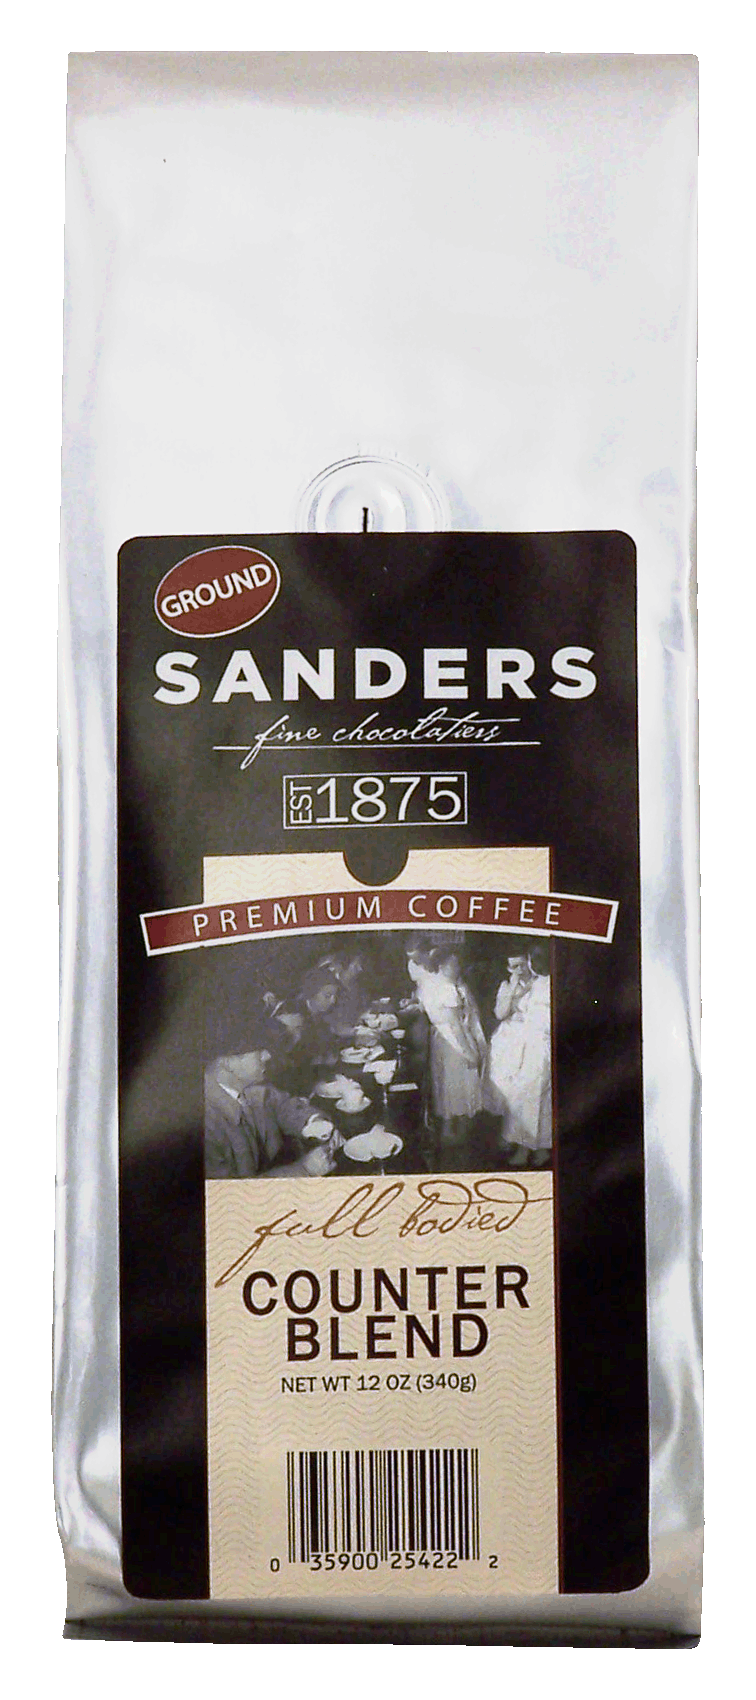 GROUND
SANDERS
fine chocolatiers
EST 1875
PREMIUM COFFEE
full bodied
COUNTER
BLEND
NET WT 12 OZ (340g)
0 35900 25422 2